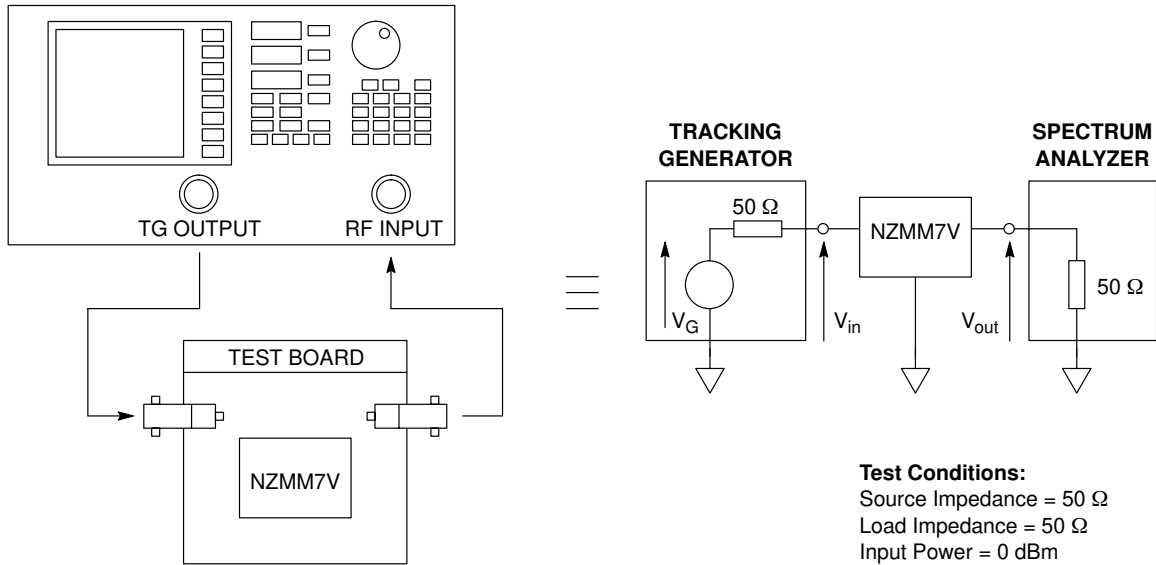 TG OUTPUT
RF INPUT
TEST BOARD
NZMM7V
TRACKING
GENERATOR
SPECTRUM
ANALYZER
50 Ω
NZMM7V
50 Ω
V_G
V_in
V_out
Test Conditions:
Source Impedance = 50 Ω
Load Impedance = 50 Ω
Input Power = 0 dBm